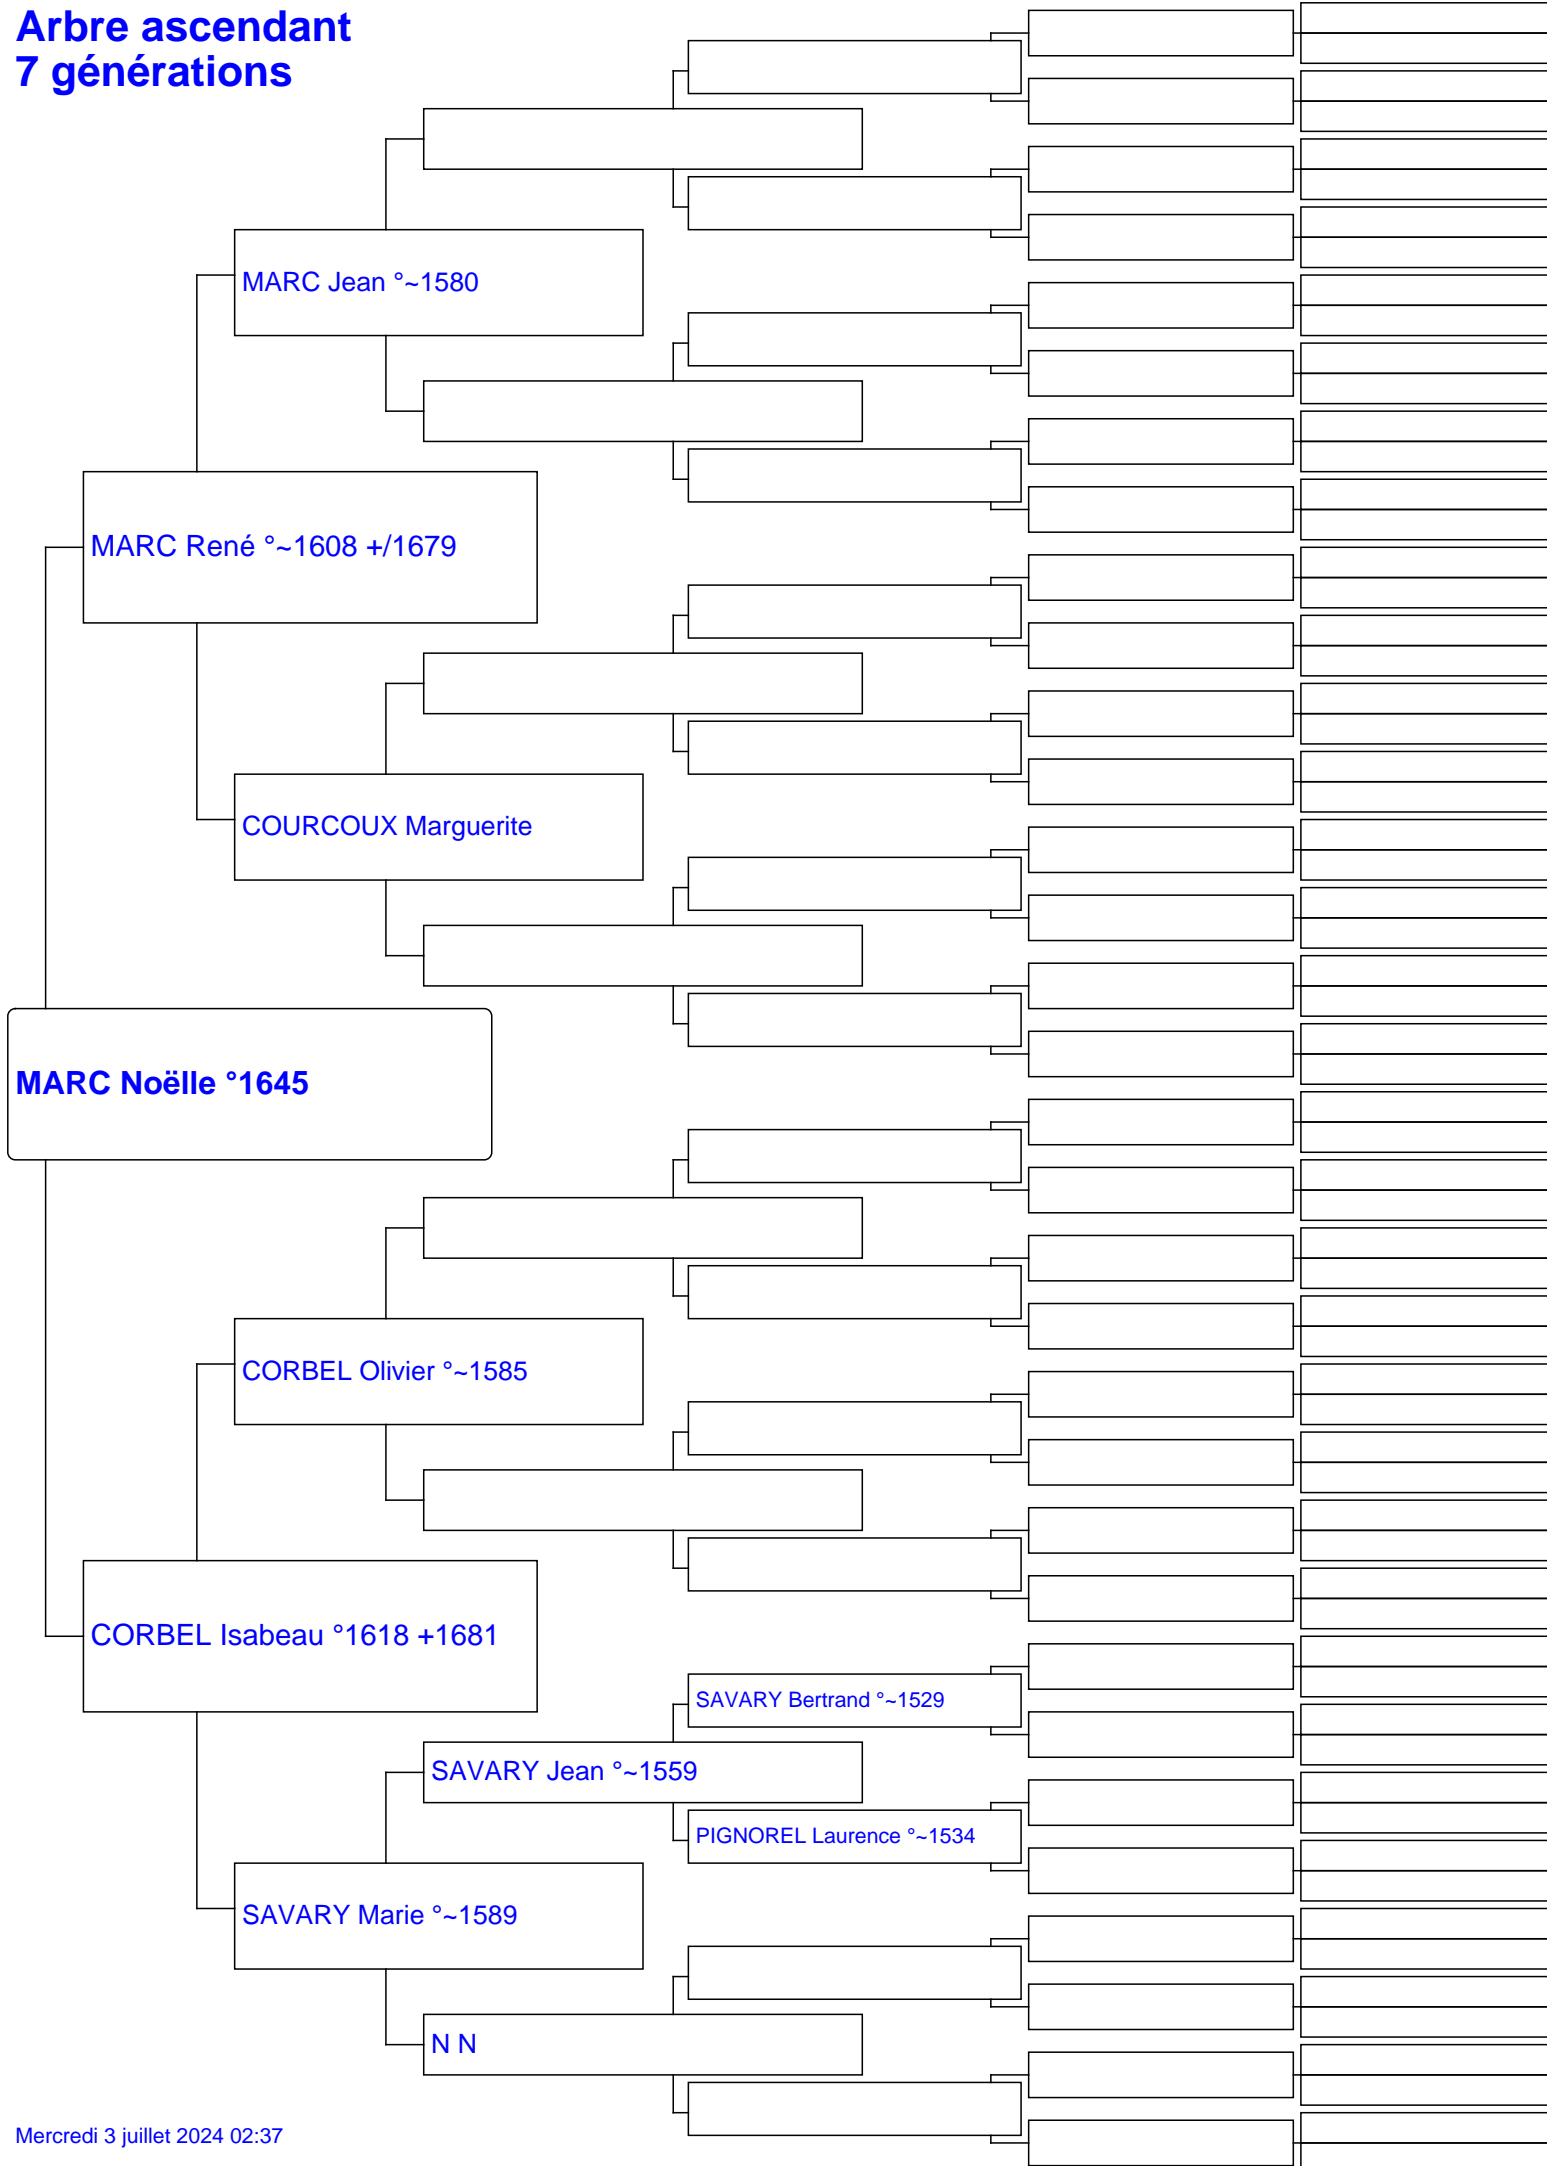 Arbre ascendant
7 générations
MARC Jean °~1580
MARC René °~1608 +/1679
COURCOUX Marguerite
MARC Noëlle °1645
CORBEL Olivier °~1585
CORBEL Isabeau °1618 +1681
SAVARY Bertrand °~1529
SAVARY Jean °~1559
PIGNOREL Laurence °~1534
SAVARY Marie °~1589
N N
Mercredi 3 juillet 2024 02:37